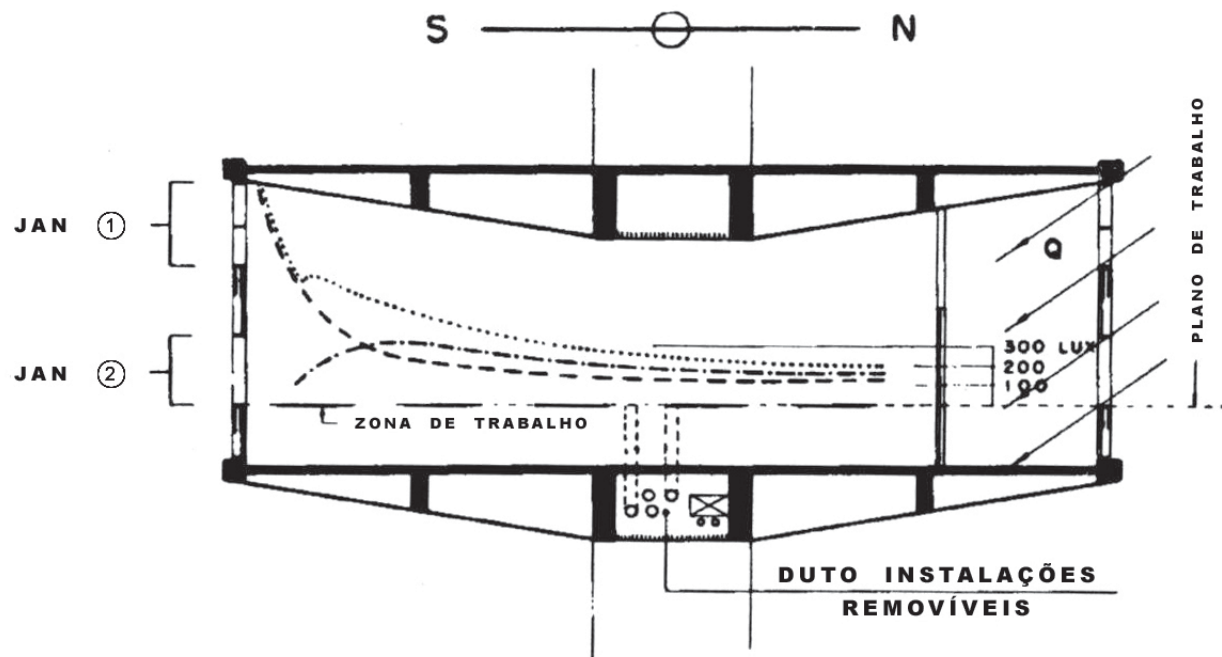 S N
JAN 1
JAN 2
PLANO DE TRABALHO
Q
300 LUX
200
100
ZONA DE TRABALHO
DUTO INSTALAÇÕES
REMOVÍVEIS